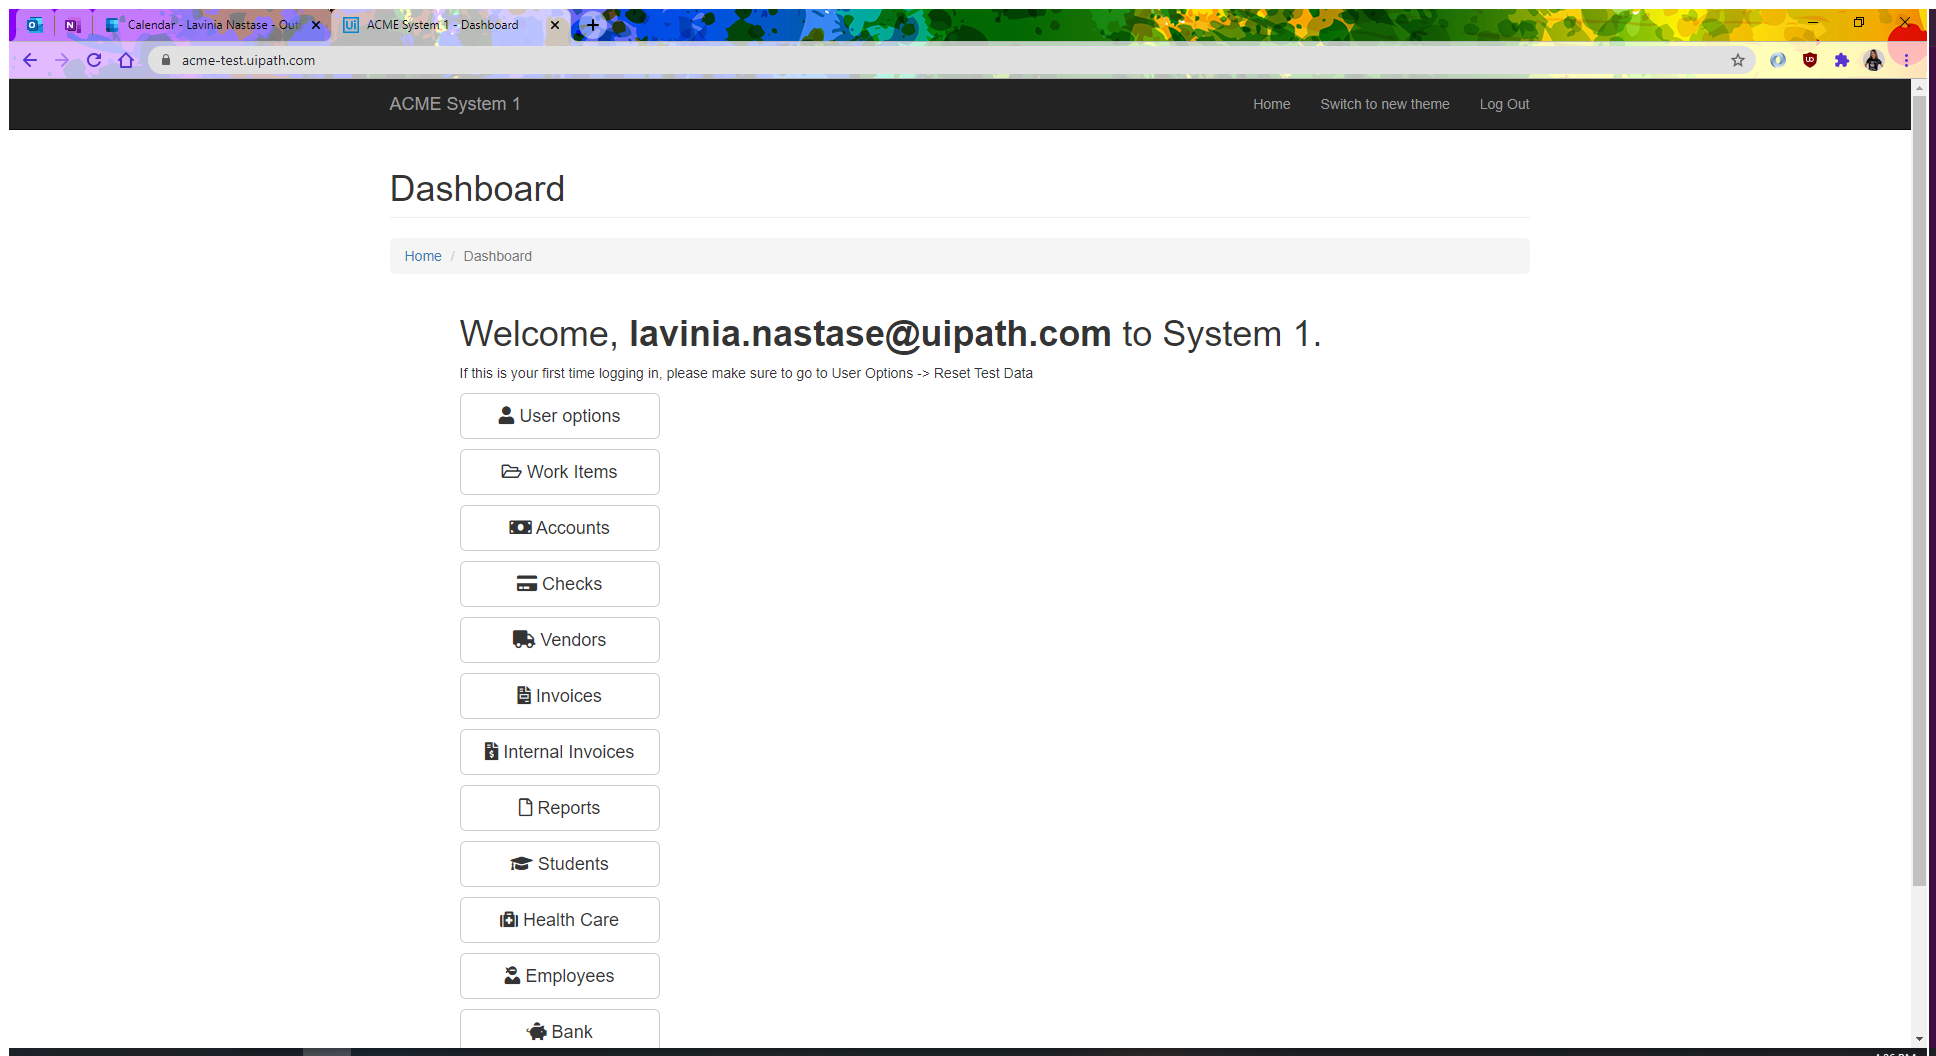 Calendar - Lavinia Nastase - Out
Ui ACME System 1 - Dashboard
acme-test.uipath.com
ACME System 1
Home Switch to new theme Log Out
Dashboard
Home / Dashboard
Welcome, lavinia.nastase@uipath.com to System 1.
If this is your first time logging in, please make sure to go to User Options -> Reset Test Data
User options
Work Items
Accounts
Checks
Vendors
Invoices
Internal Invoices
Reports
Students
Health Care
Employees
Bank